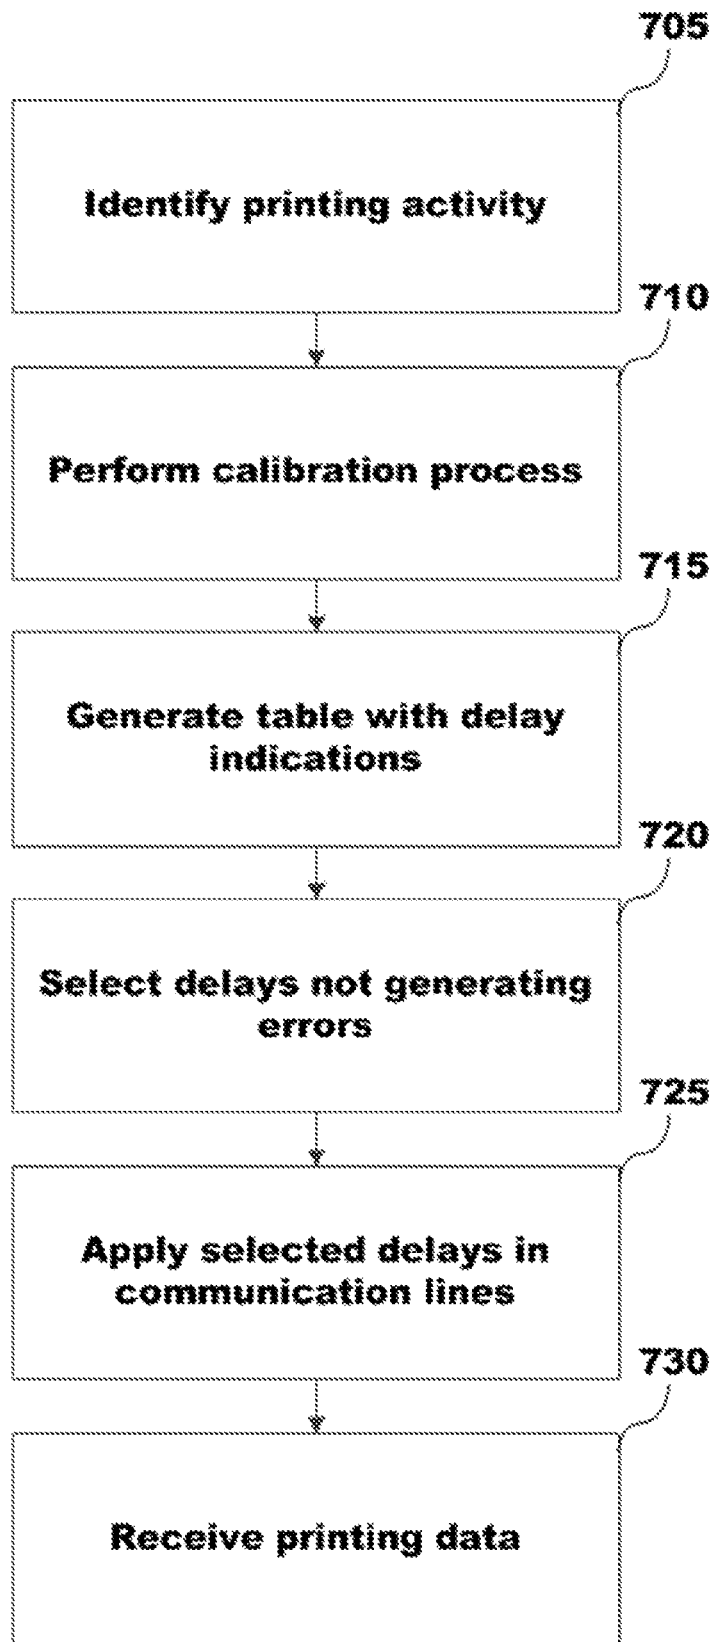 705
Identify printing activity
710
Perform calibration process
715
Generate table with delay
indications
720
Select delays not generating
errors
725
Apply selected delays in
communication lines
730
Receive printing data